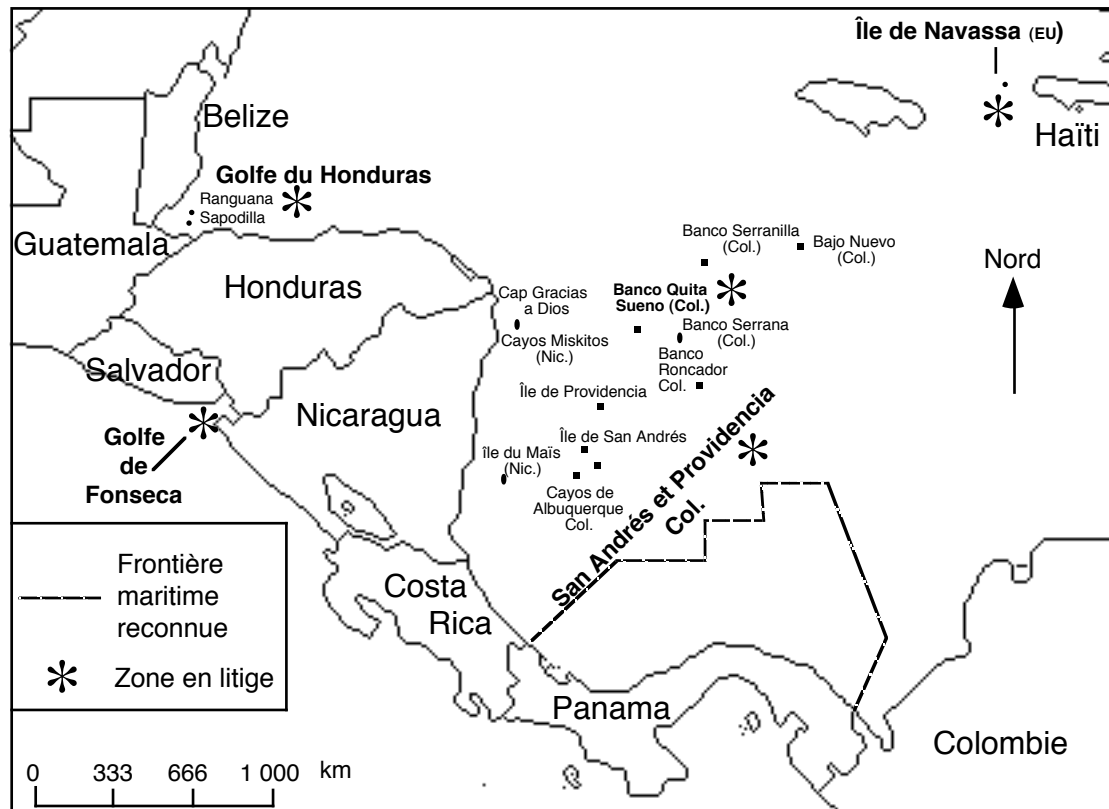 Île de Navassa (EU)
Haïti
Belize
Golfe du Honduras
Ranguana
Sapodilla
Guatemala
Banco Serranilla
(Col.)
Bajo Nuevo
(Col.)
Nord
Honduras
Cap Gracias
a Dios
Banco Quita
Sueno (Col.)
Cayos Miskitos
(Nic.)
Banco Serrana
(Col.)
Banco
Roncador
Col.
Salvador
Nicaragua
Île de Providencia
Golfe
de
Fonseca
Île de San Andrés
île du Maïs
(Nic.)
Cayos de
Albuquerque
Col.
San Andrés et Providencia
Col.
Frontière
maritime
reconnue
Zone en litige
Costa
Rica
Panama
Colombie
0 333 666 1 000 km